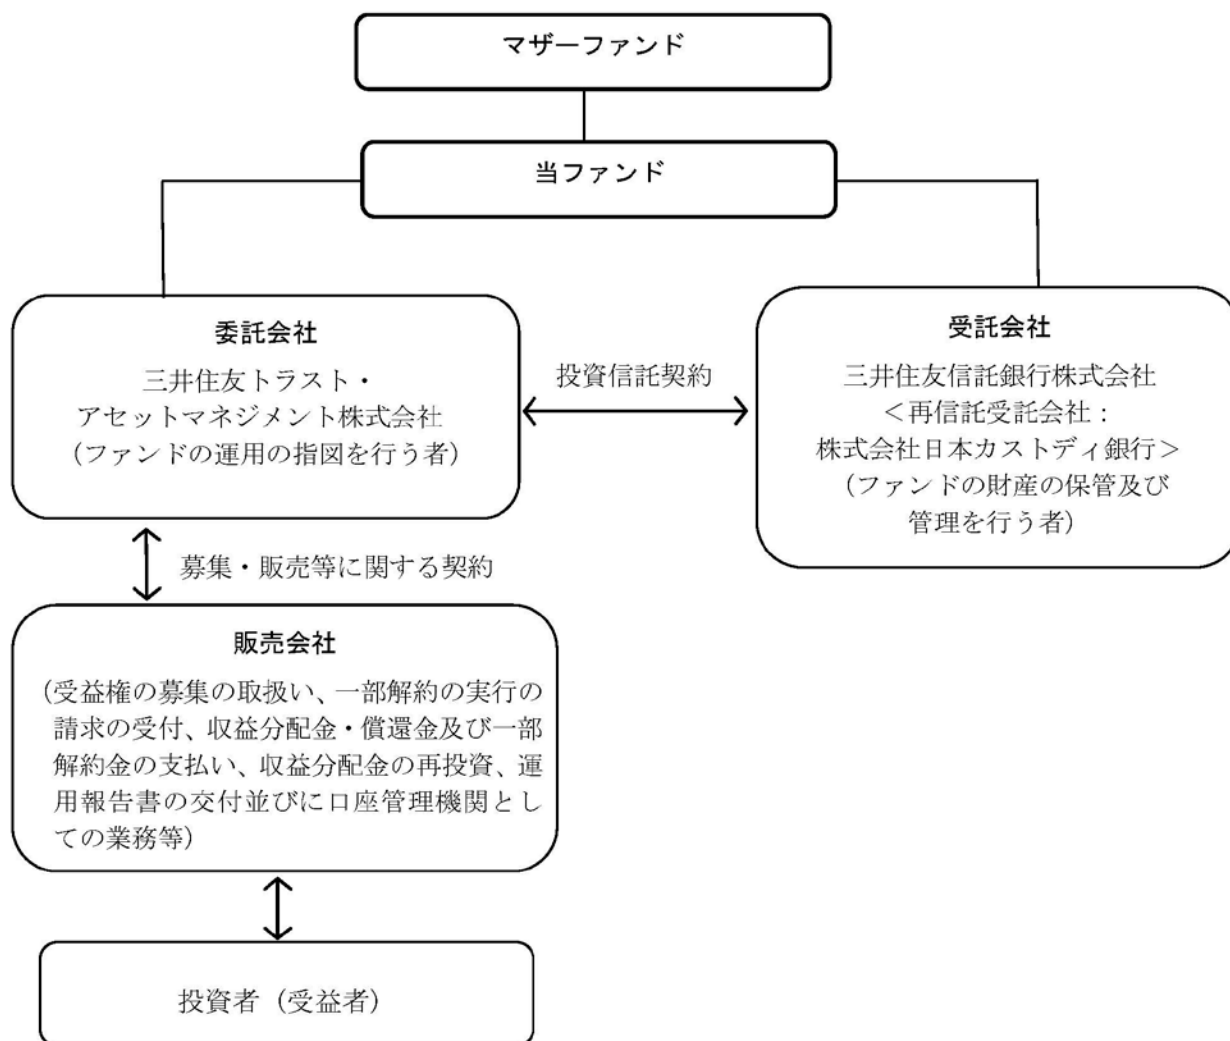 マザーファンド
当ファンド
委託会社
三井住友トラスト・
アセットマネジメント株式会社
（ファンドの運用の指図を行う者）
投資信託契約
受託会社
三井住友信託銀行株式会社
＜再信託受託会社：
株式会社日本カストディ銀行＞
（ファンドの財産の保管及び
管理を行う者）
募集・販売等に関する契約
販売会社
（受益権の募集の取扱い、一部解約の実行の
請求の受付、収益分配金・償還金及び一部
解約金の支払い、収益分配金の再投資、運
用報告書の交付並びに口座管理機関とし
ての業務等）
投資者（受益者）